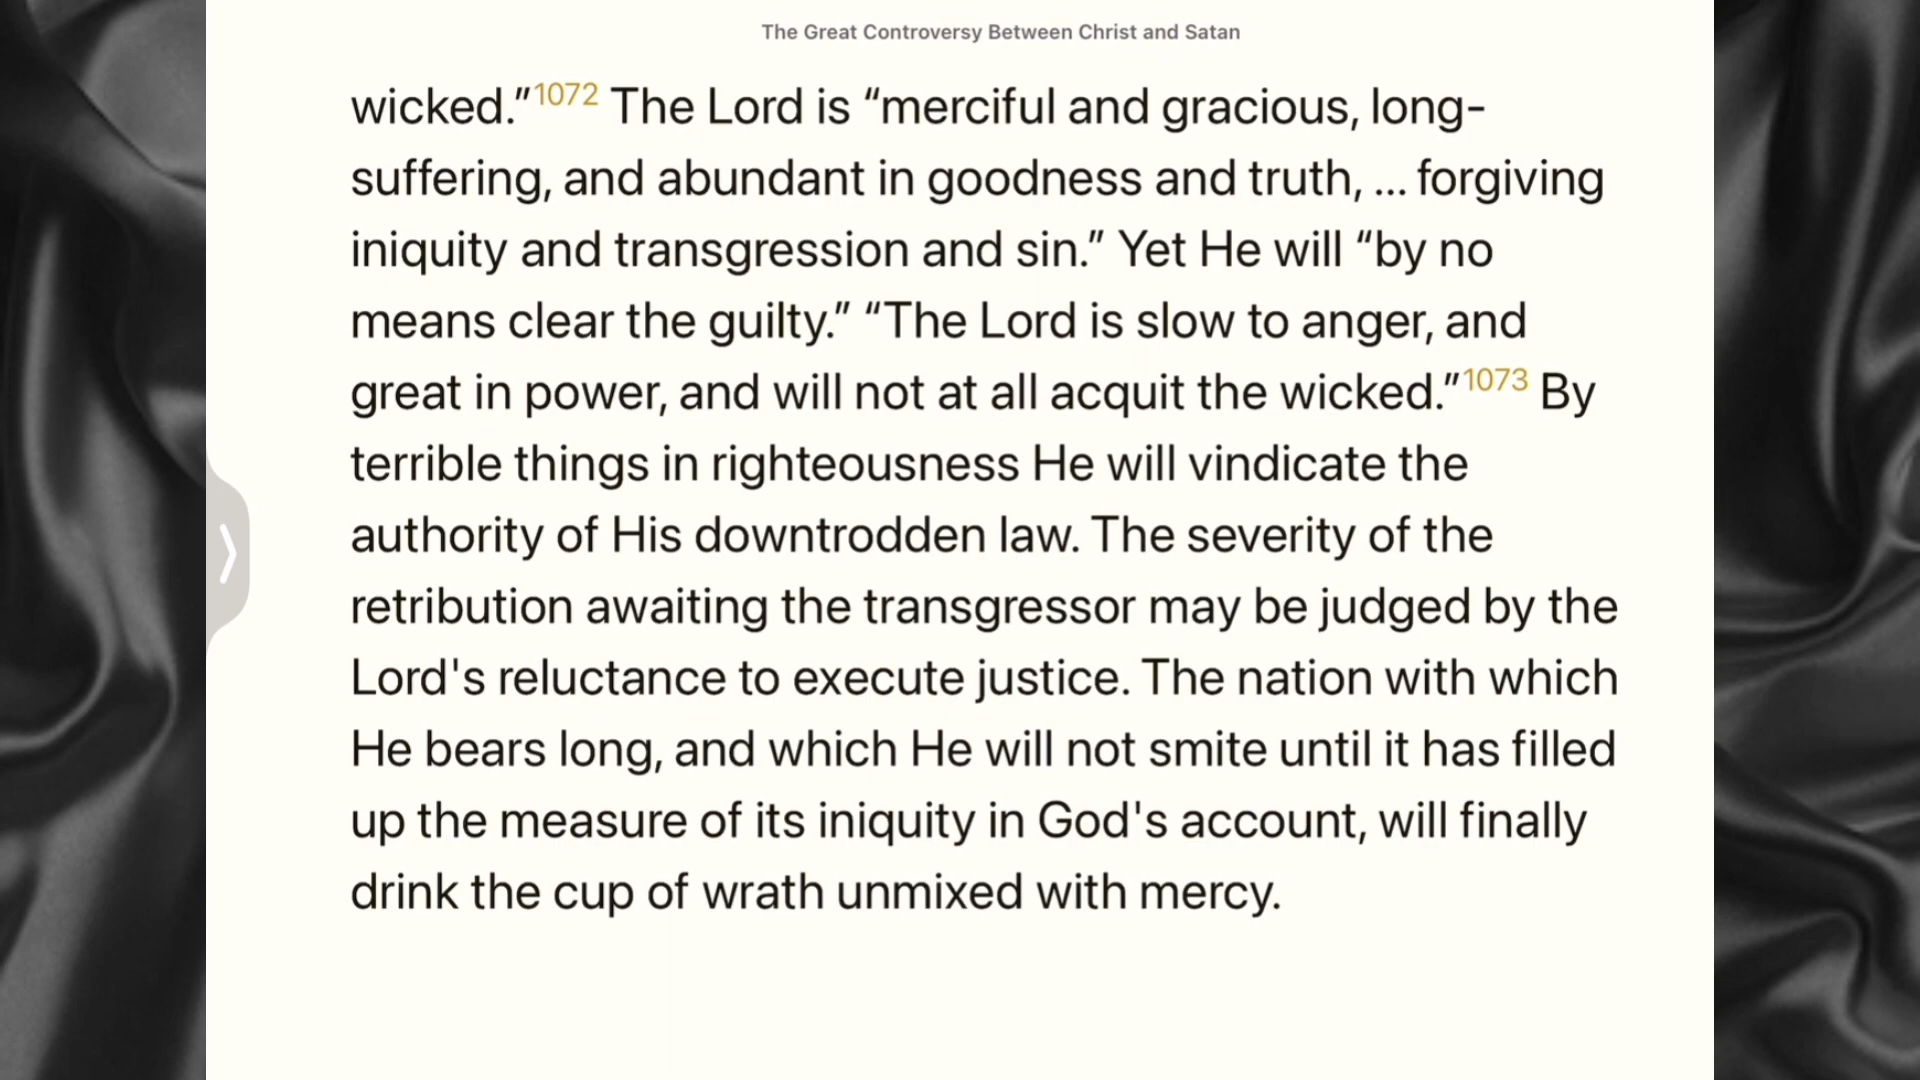 The Great Controversy Between Christ and Satan
wicked.”1072 The Lord is “merciful and gracious, long-
suffering, and abundant in goodness and truth, ... forgiving
iniquity and transgression and sin.” Yet He will “by no
means clear the guilty.” “The Lord is slow to anger, and
great in power, and will not at all acquit the wicked.”1073 By
terrible things in righteousness He will vindicate the
authority of His downtrodden law. The severity of the
retribution awaiting the transgressor may be judged by the
Lord's reluctance to execute justice. The nation with which
He bears long, and which He will not smite until it has filled
up the measure of its iniquity in God's account, will finally
drink the cup of wrath unmixed with mercy.